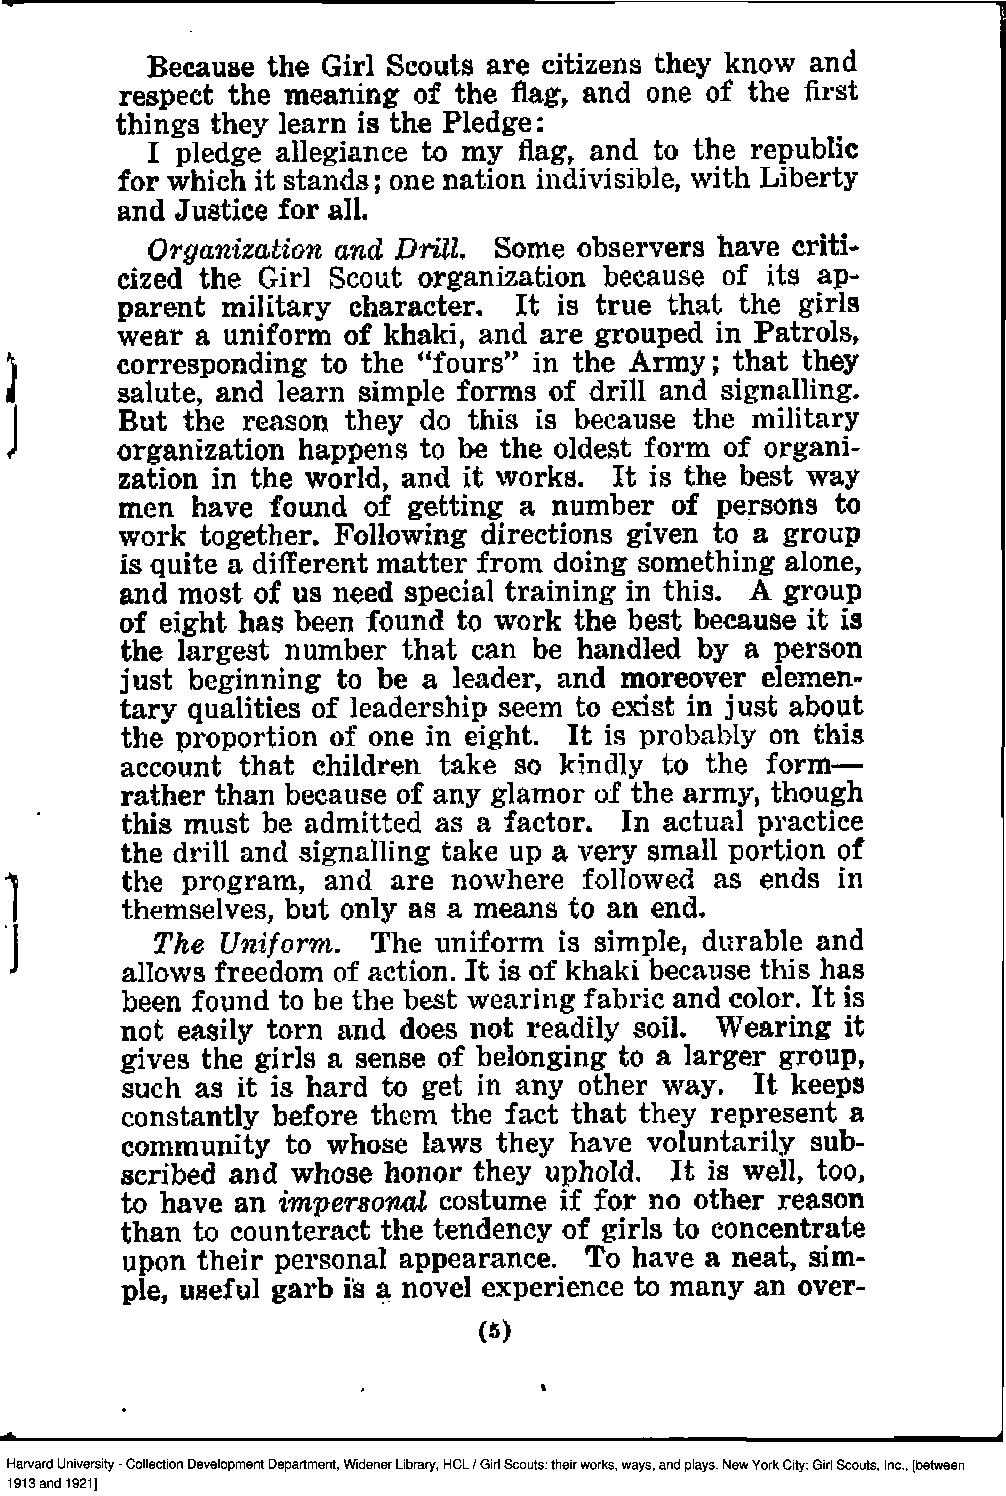 Because the Girl Scouts are citizens they know and
respect the meaning of the flag, and one of the first
things they learn is the Pledge:
I pledge allegiance to my flag, and to the republic
for which it stands; one nation indivisible, with Liberty
and Justice for all.
Organization and Drill. Some observers have criti-
cized the Girl Scout organization because of its ap-
parent military character. It is true that the girls
wear a uniform of khaki, and are grouped in Patrols,
corresponding to the “fours” in the Army; that they
salute, and learn simple forms of drill and signalling.
But the reason they do this is because the military
organization happens to be the oldest form of organi-
zation in the world, and it works. It is the best way
men have found of getting a number of persons to
work together. Following directions given to a group
is quite a different matter from doing something alone,
and most of us need special training in this. A group
of eight has been found to work the best because it is
the largest number that can be handled by a person
just beginning to be a leader, and moreover elemen-
tary qualities of leadership seem to exist in just about
the proportion of one in eight. It is probably on this
account that children take so kindly to the form—
rather than because of any glamor of the army, though
this must be admitted as a factor. In actual practice
the drill and signalling take up a very small portion of
the program, and are nowhere followed as ends in
themselves, but only as a means to an end.
The Uniform. The uniform is simple, durable and
allows freedom of action. It is of khaki because this has
been found to be the best wearing fabric and color. It is
not easily torn and does not readily soil. Wearing it
gives the girls a sense of belonging to a larger group,
such as it is hard to get in any other way. It keeps
constantly before them the fact that they represent a
community to whose laws they have voluntarily sub-
scribed and whose honor they uphold. It is well, too,
to have an impersonal costume if for no other reason
than to counteract the tendency of girls to concentrate
upon their personal appearance. To have a neat, sim-
ple, useful garb is a novel experience to many an over-
(5)
Harvard University - Collection Development Department, Widener Library, HCL / Girl Scouts: their works, ways, and plays. New York City: Girl Scouts, Inc., [between
1913 and 1921]